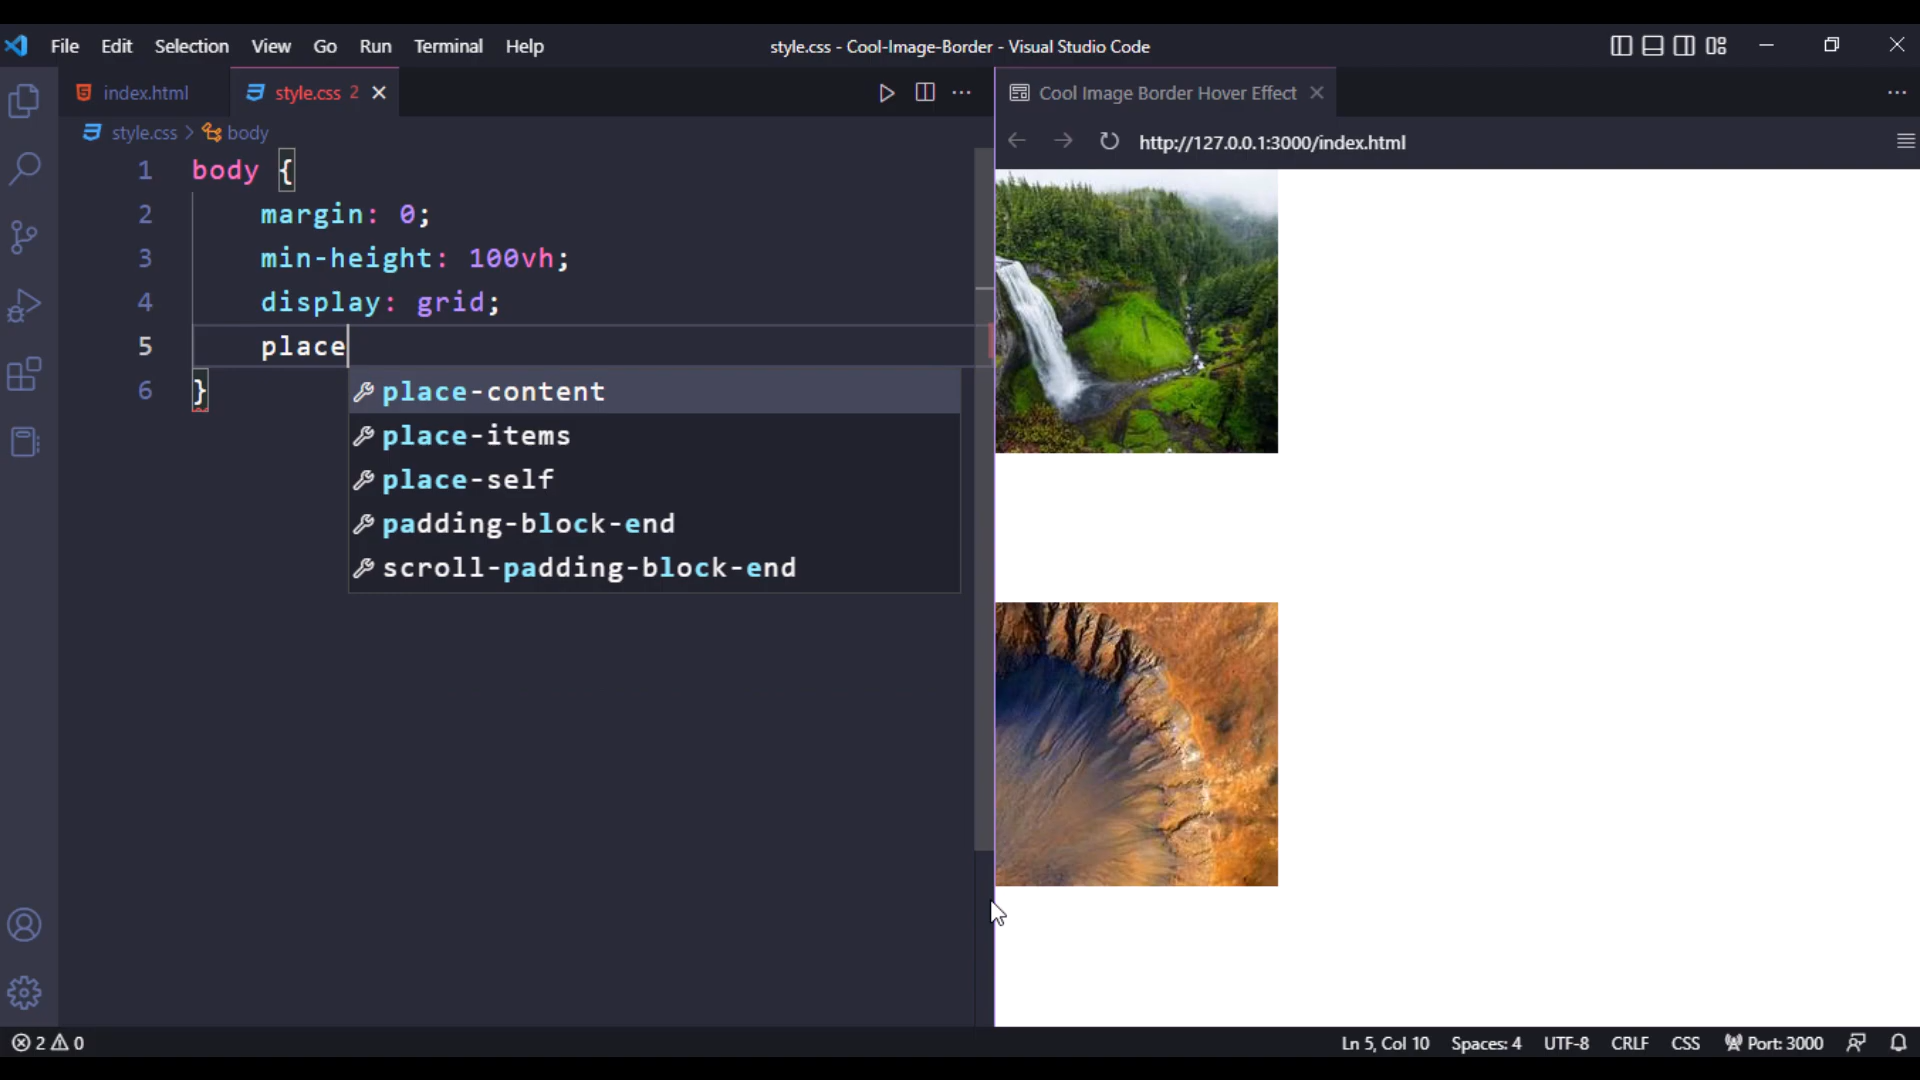 File Edit Selection View Go Run Terminal Help
style.css - Cool-Image-Border - Visual Studio Code
index.html
style.css 2
Cool Image Border Hover Effect
style.css > body
http://127.0.0.1:3000/index.html
1 body {
2 margin: 0;
3 min-height: 100vh;
4 display: grid;
5 place
6 }
place-content
place-items
place-self
padding-block-end
scroll-padding-block-end
2 0
Ln 5, Col 10 Spaces: 4 UTF-8 CRLF CSS Port: 3000